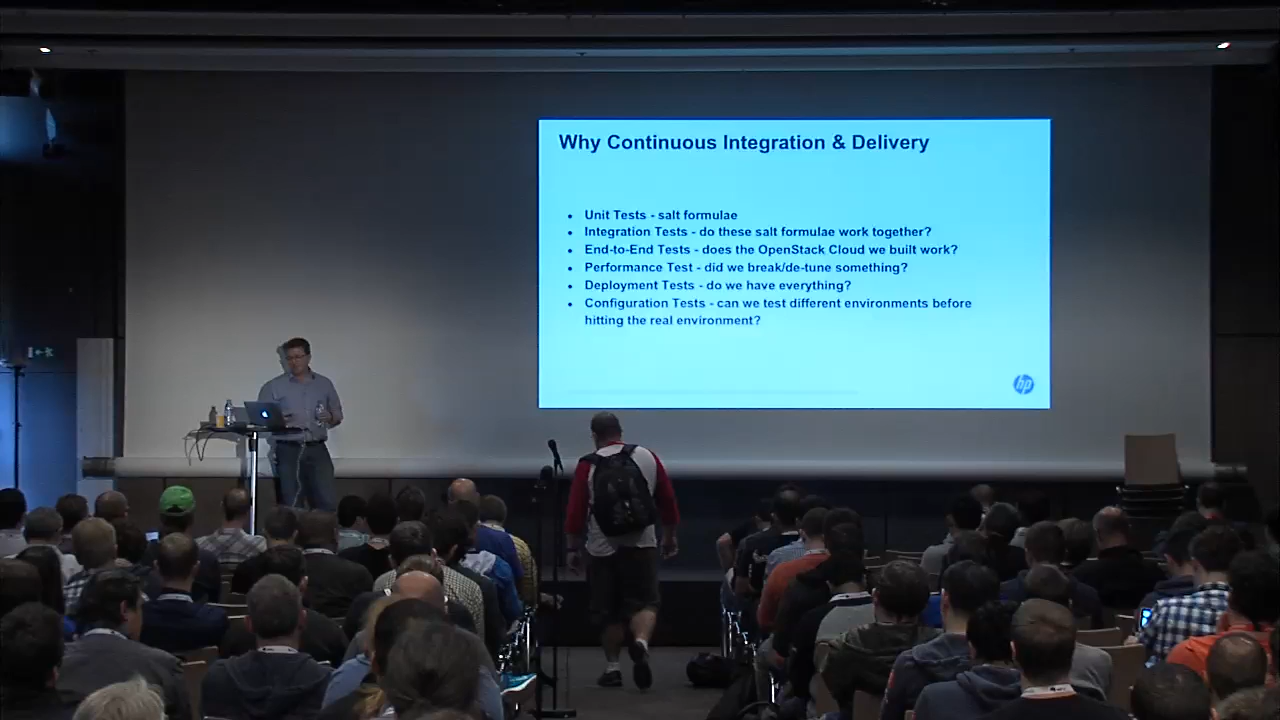 Why Continuous Integration & Delivery
• Unit Tests - salt formulae
• Integration Tests - do these salt formulae work together?
• End-to-End Tests - does the OpenStack Cloud we built work?
• Performance Test - did we break/de-tune something?
• Deployment Tests - do we have everything?
• Configuration Tests - can we test different environments before
hitting the real environment?
hp